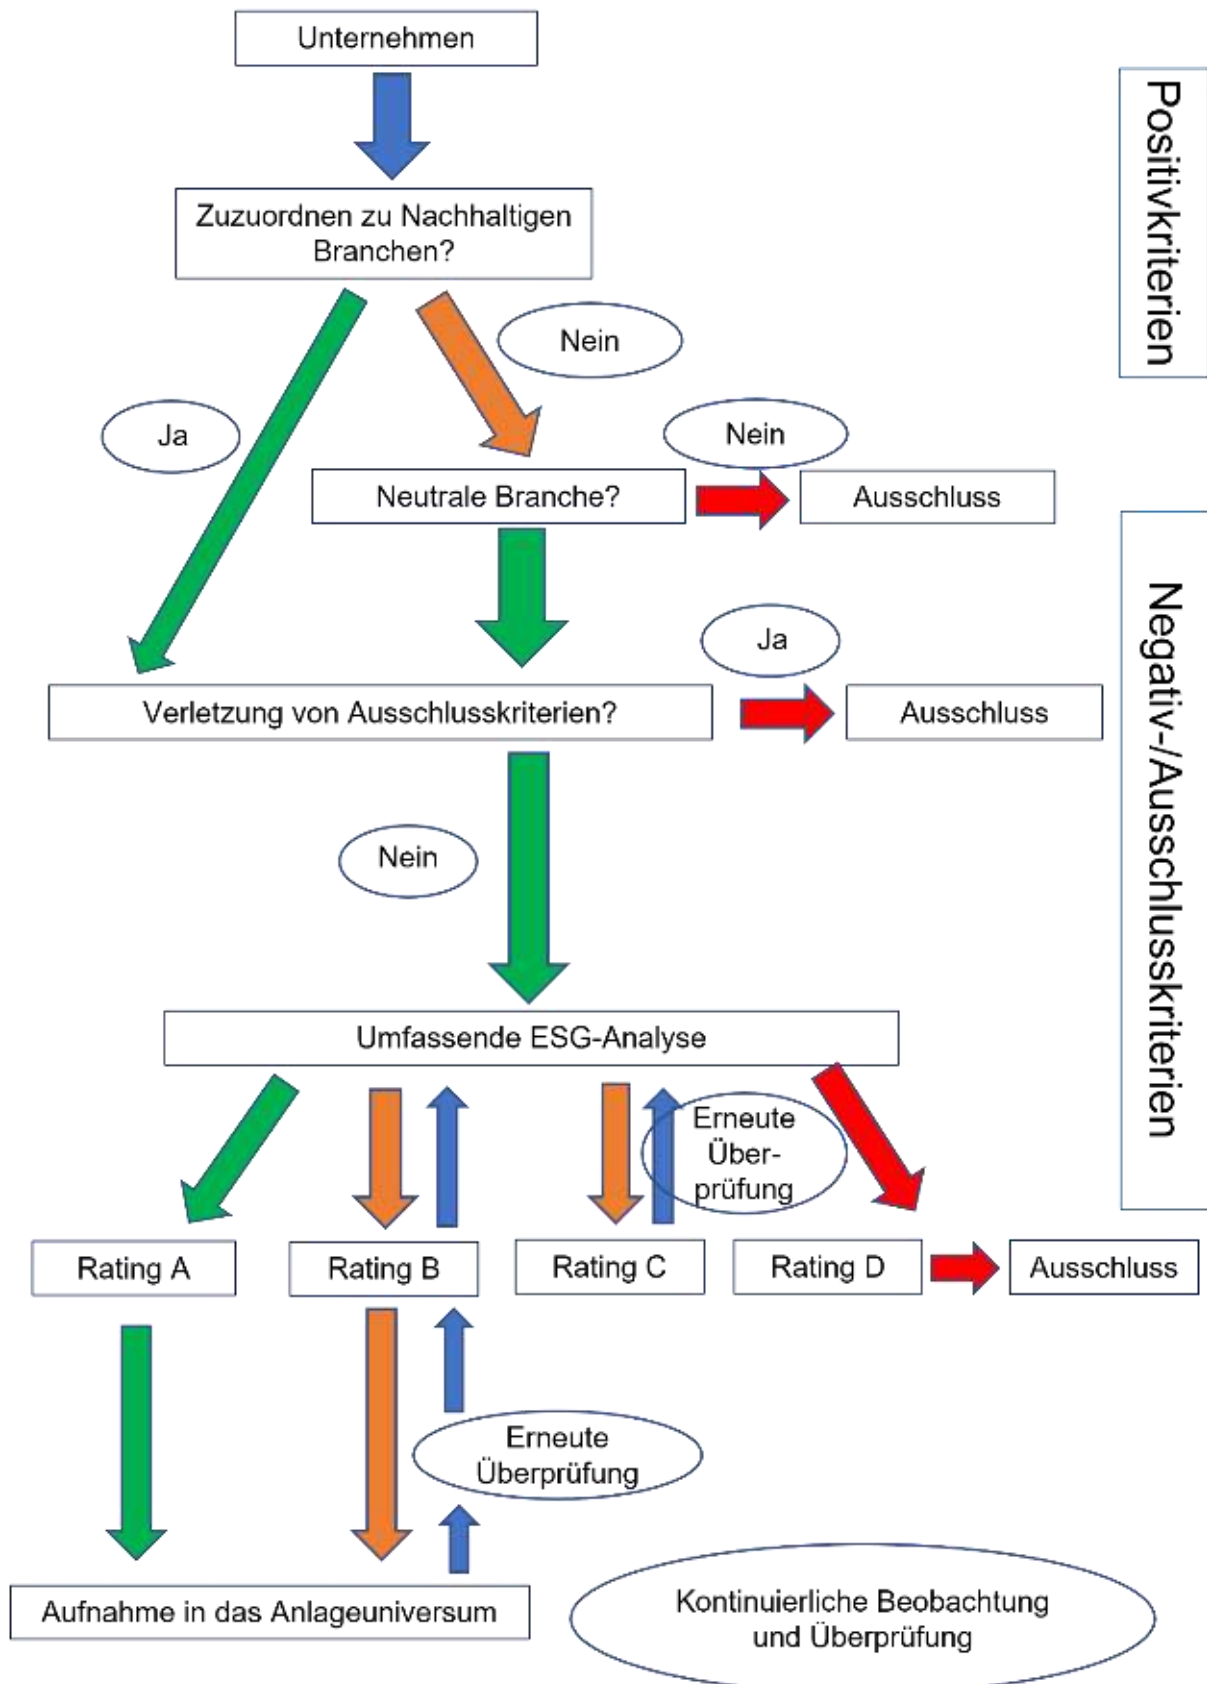 Unternehmen
Positivkriterien
Zuzuordnen zu Nachhaltigen
Branchen?
Nein
Ja
Nein
Neutrale Branche?
Ausschluss
Negativ-/Ausschlusskriterien
Ja
Verletzung von Ausschlusskriterien?
Ausschluss
Nein
Umfassende ESG-Analyse
Erneute
Über-
prüfung
Rating A
Rating B
Rating C
Rating D
Ausschluss
Erneute
Überprüfung
Aufnahme in das Anlageuniversum
Kontinuierliche Beobachtung
und Überprüfung